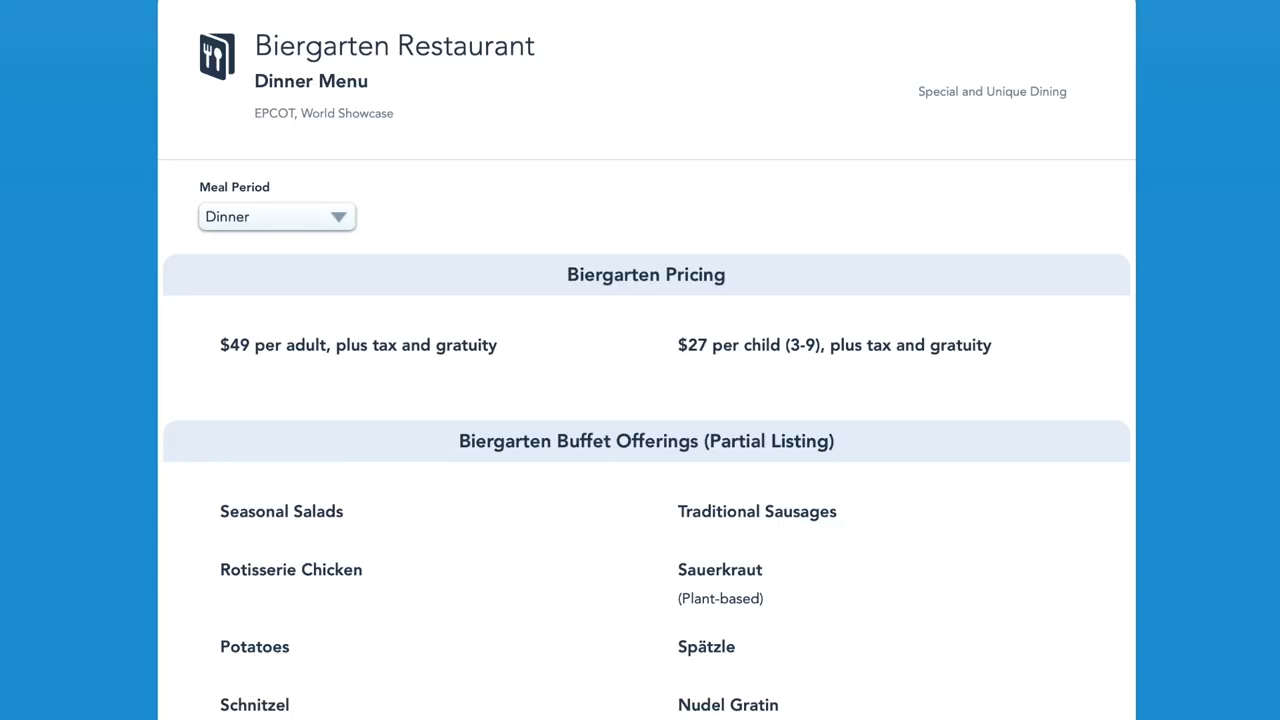 Biergarten Restaurant
Dinner Menu
EPCOT, World Showcase
Special and Unique Dining
Meal Period
Dinner
Biergarten Pricing
$49 per adult, plus tax and gratuity
$27 per child (3-9), plus tax and gratuity
Biergarten Buffet Offerings (Partial Listing)
Seasonal Salads
Traditional Sausages
Rotisserie Chicken
Sauerkraut
(Plant-based)
Potatoes
Spätzle
Schnitzel
Nudel Gratin